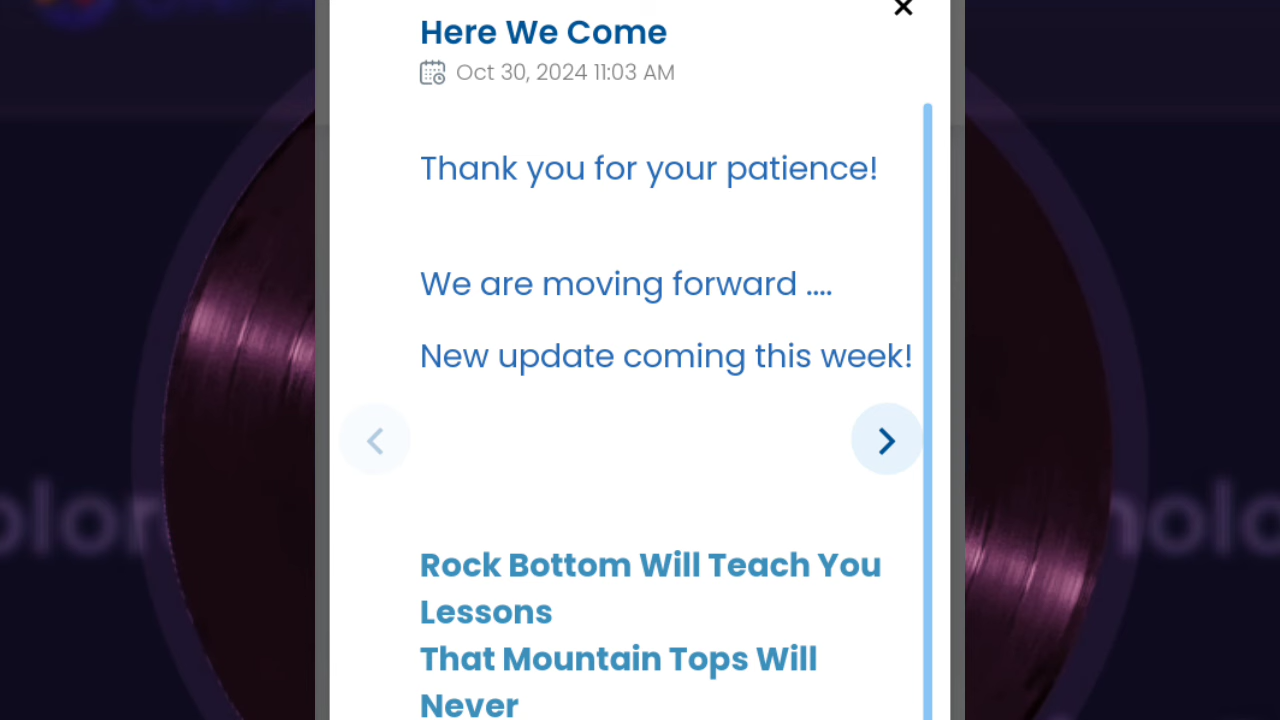 Here We Come
Oct 30, 2024 11:03 AM
Thank you for your patience!
We are moving forward ....
New update coming this week!
Rock Bottom Will Teach You
Lessons
That Mountain Tops Will
Never